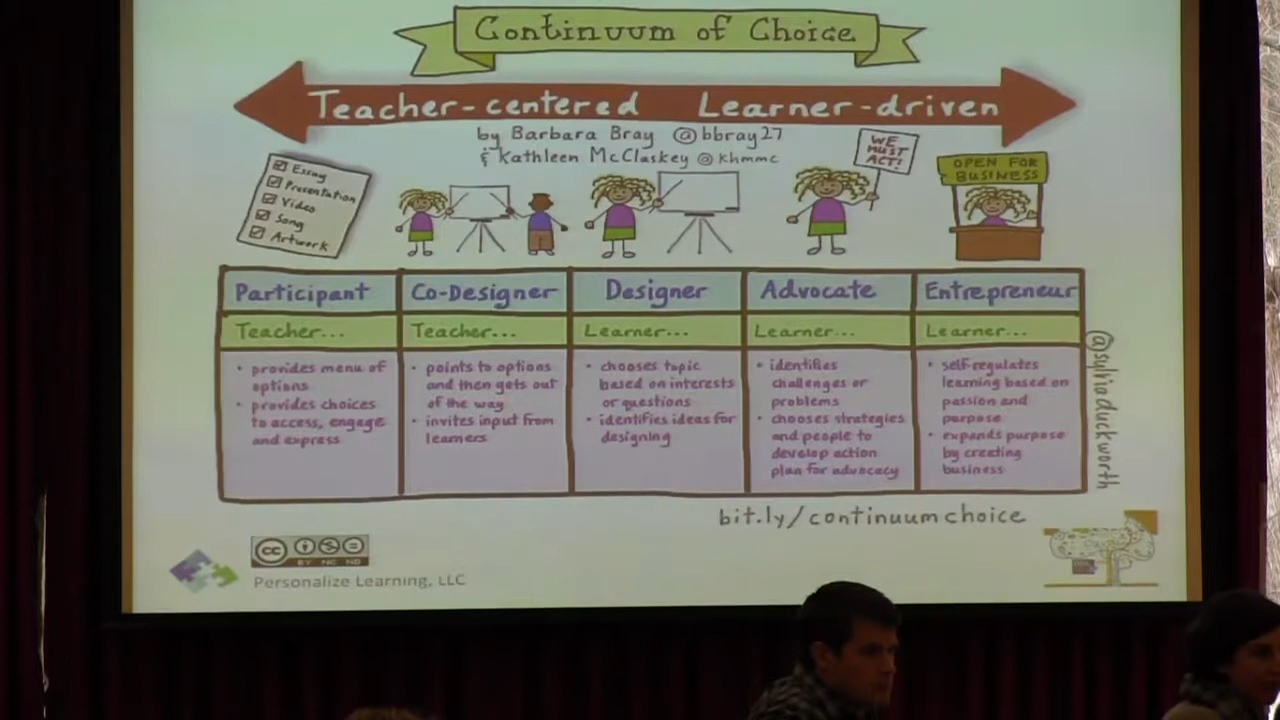 Continuum of Choice
Teacher-centered Learner-driven
by Barbara Bray @bbray27
& Kathleen McClaskey @khmmc
Essay
Presentation
Video
Song
Artwork
WE
MUST
ACT!
OPEN FOR
BUSINESS
Participant
Co-Designer
Designer
Advocate
Entrepreneur
Teacher...
Teacher...
Learner...
Learner...
Learner...
• provides menu of
options
• provides choices
to access, engage
and express
• points to options
and then gets out
of the way
• invites input from
learners
• chooses topic
based on interests
or questions
• identifies ideas for
designing
• identifies
challenges or
problems
• chooses strategies
and people to
develop action
plan for advocacy
• self-regulates
learning based on
passion and
purpose
• expands purpose
by creating
business
@sylviaduckworth
bit.ly/continuumchoice
cc
BY NC ND
Personalize Learning, LLC